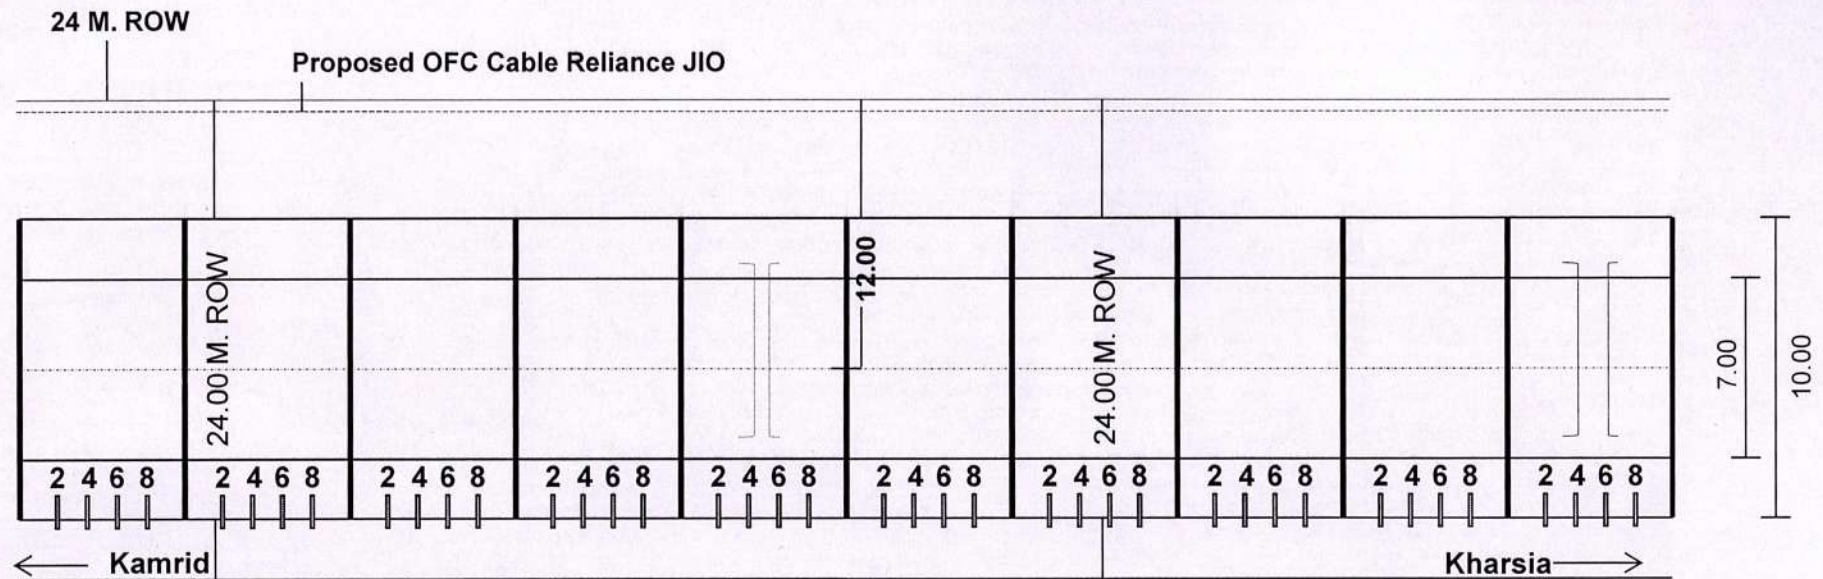 24 M. ROW
Proposed OFC Cable Reliance JIO
24.00 M. ROW
12.00
24.00 M. ROW
7.00
10.00
2 4 6 8 2 4 6 8 2 4 6 8 2 4 6 8 2 4 6 8 2 4 6 8 2 4 6 8 2 4 6 8 2 4 6 8 2 4 6 8
Kamrid
Kharsia